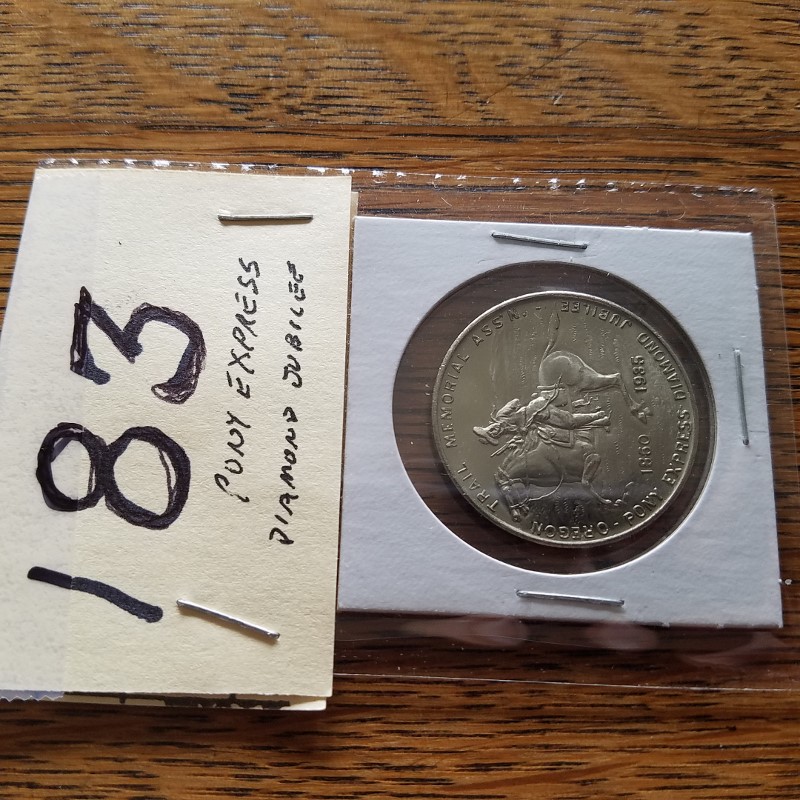 183
PONY EXPRESS
DIAMOND JUBILEE
OREGON TRAIL MEMORIAL ASS'N.
PONY EXPRESS DIAMOND JUBILEE
1860 1935